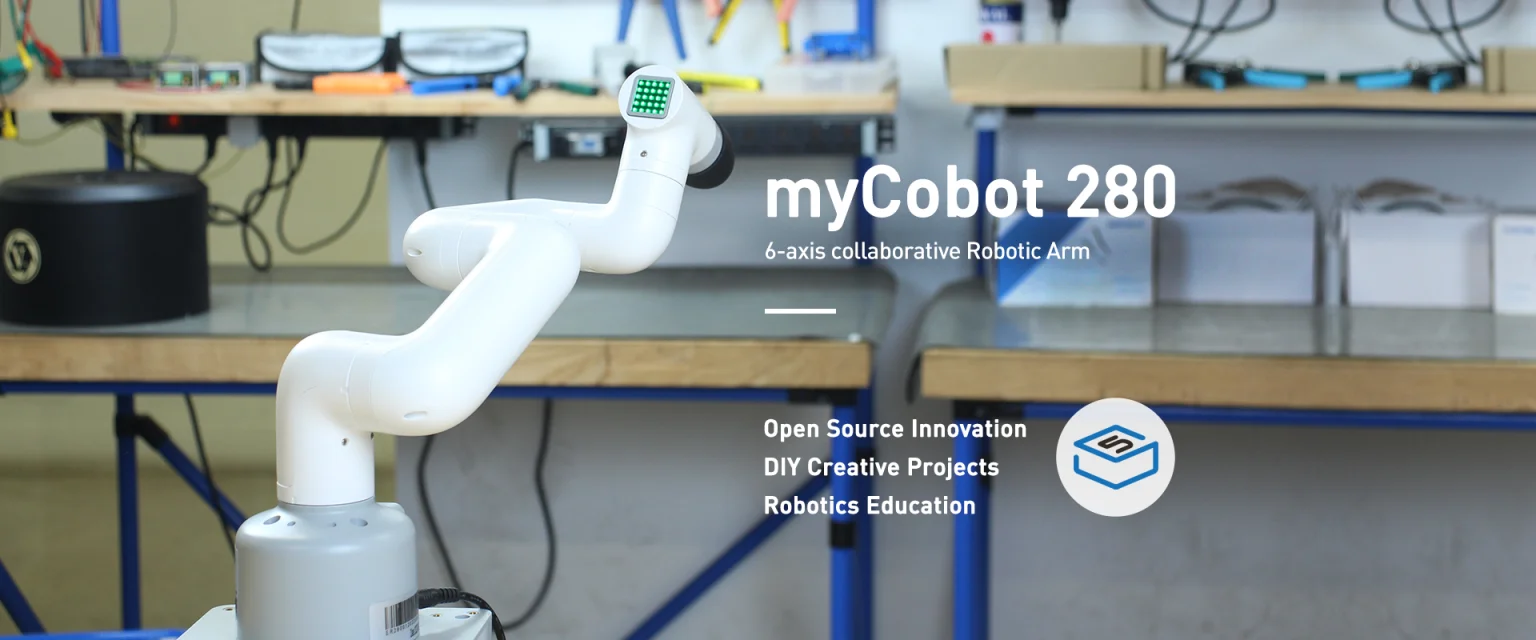 myCobot 280
6-axis collaborative Robotic Arm
Open Source Innovation
DIY Creative Projects
Robotics Education